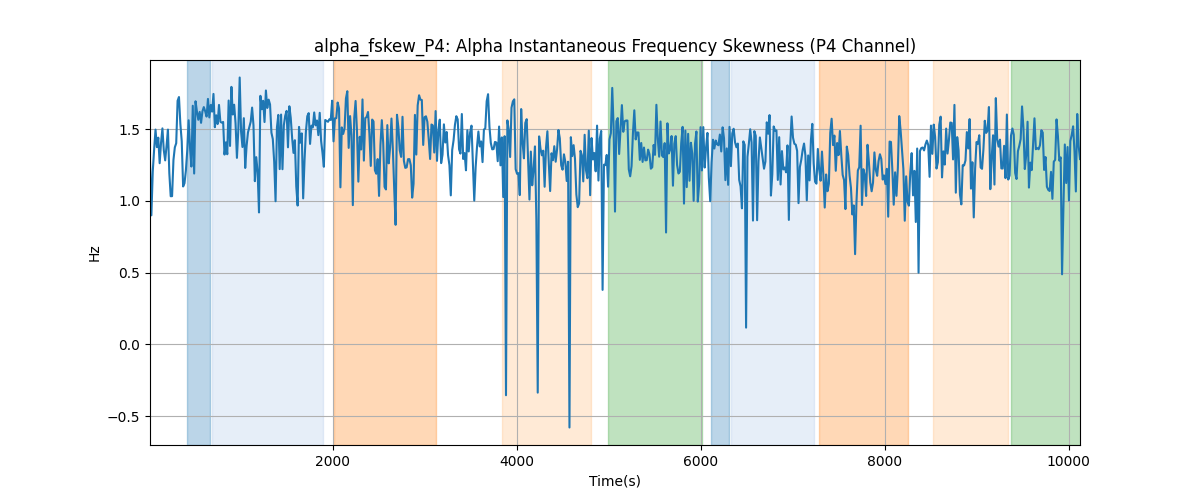 alpha_fskew_P4: Alpha Instantaneous Frequency Skewness (P4 Channel)
1.5
1.0
0.5
0.0
−0.5
Hz
2000 4000 6000 8000 10000
Time(s)